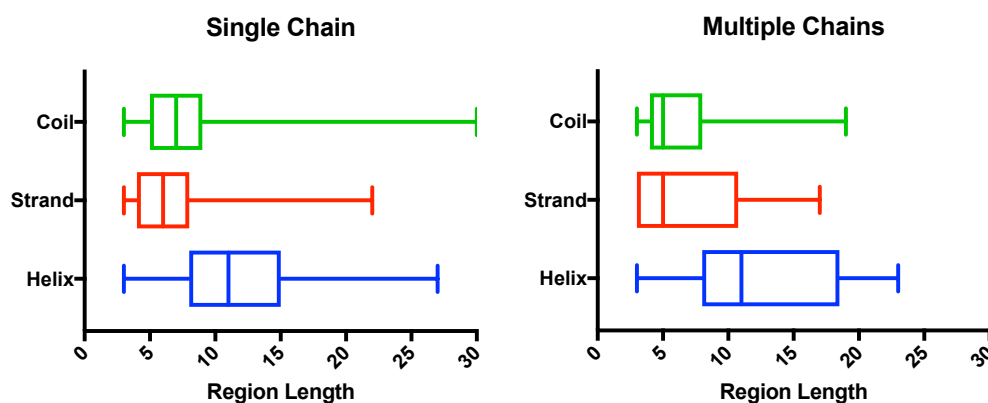 Single Chain
Coil
Strand
Helix
0 5 10 15 20 25 30
Region Length
Multiple Chains
Coil
Strand
Helix
0 5 10 15 20 25 30
Region Length